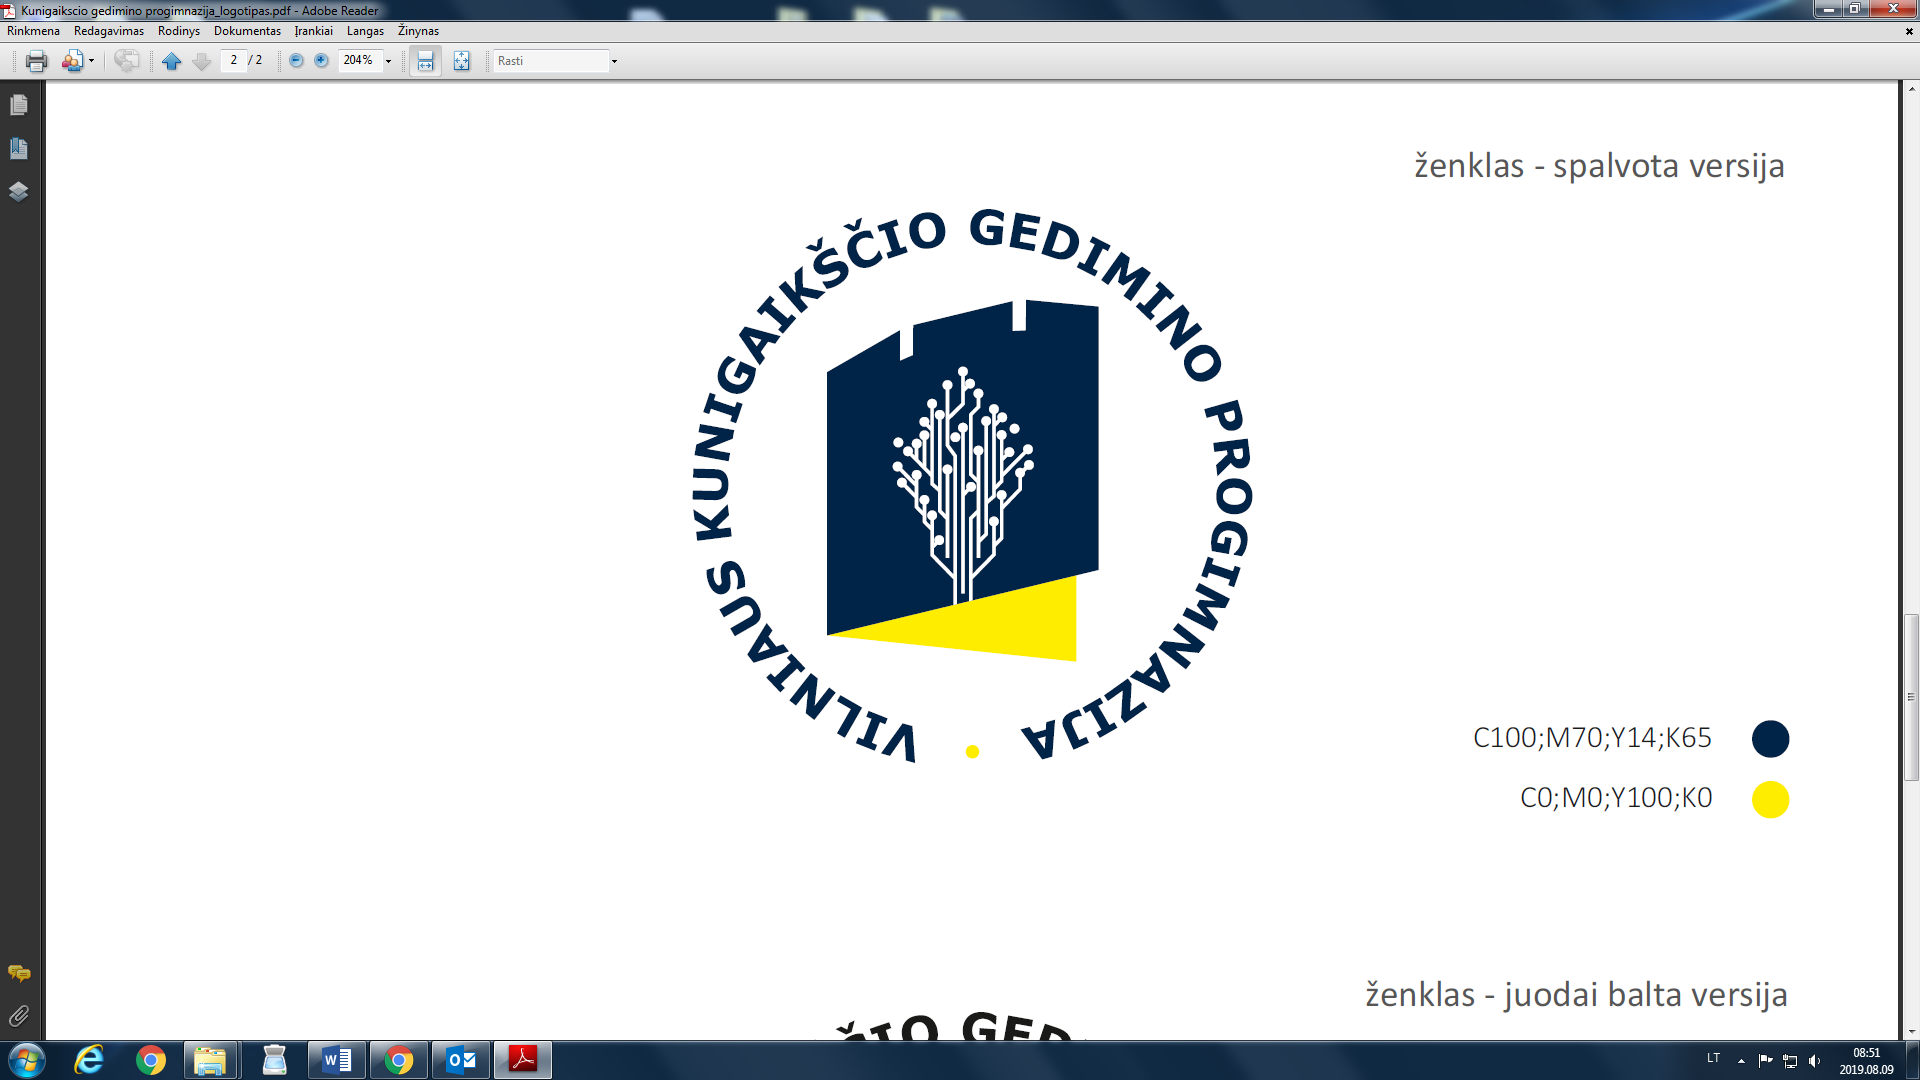 Kunigaikscio gedimino progimnazija_logotipas.pdf - Adobe Reader
Rinkmena Redagavimas Rodinys Dokumentas Įrankiai Langas Žinynas
2 / 2 204% Rasti
ženklas - spalvota versija
VILNIAUS KUNIGAIKŠČIO GEDIMINO PROGIMNAZIJA
C100;M70;Y14;K65
C0;M0;Y100;K0
ženklas - juodai balta versija
ŠČIO GED
LT 08:51
2019.08.09